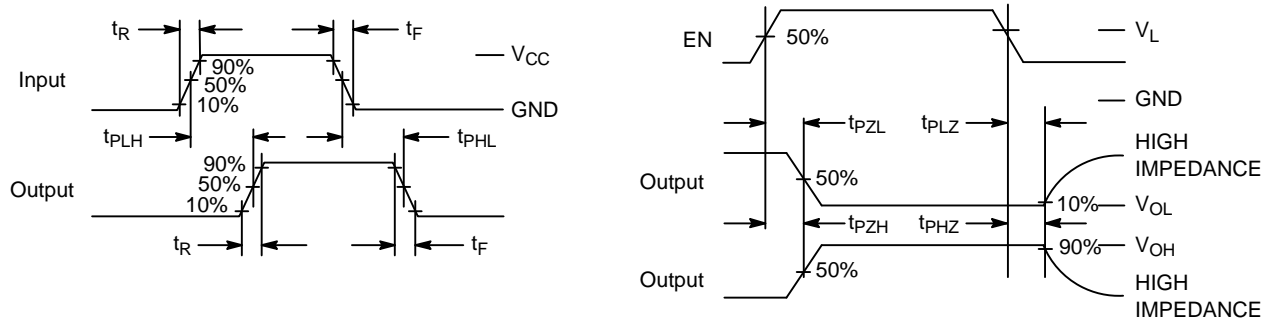 tR
tF
VCC
Input
90%
50%
10%
GND
tPLH
tPHL
Output
90%
50%
10%
tR
tF
EN
50%
VL
GND
tPZL
tPLZ
HIGH
IMPEDANCE
Output
50%
10%
VOL
tPZH
tPHZ
VOH
90%
Output
50%
HIGH
IMPEDANCE